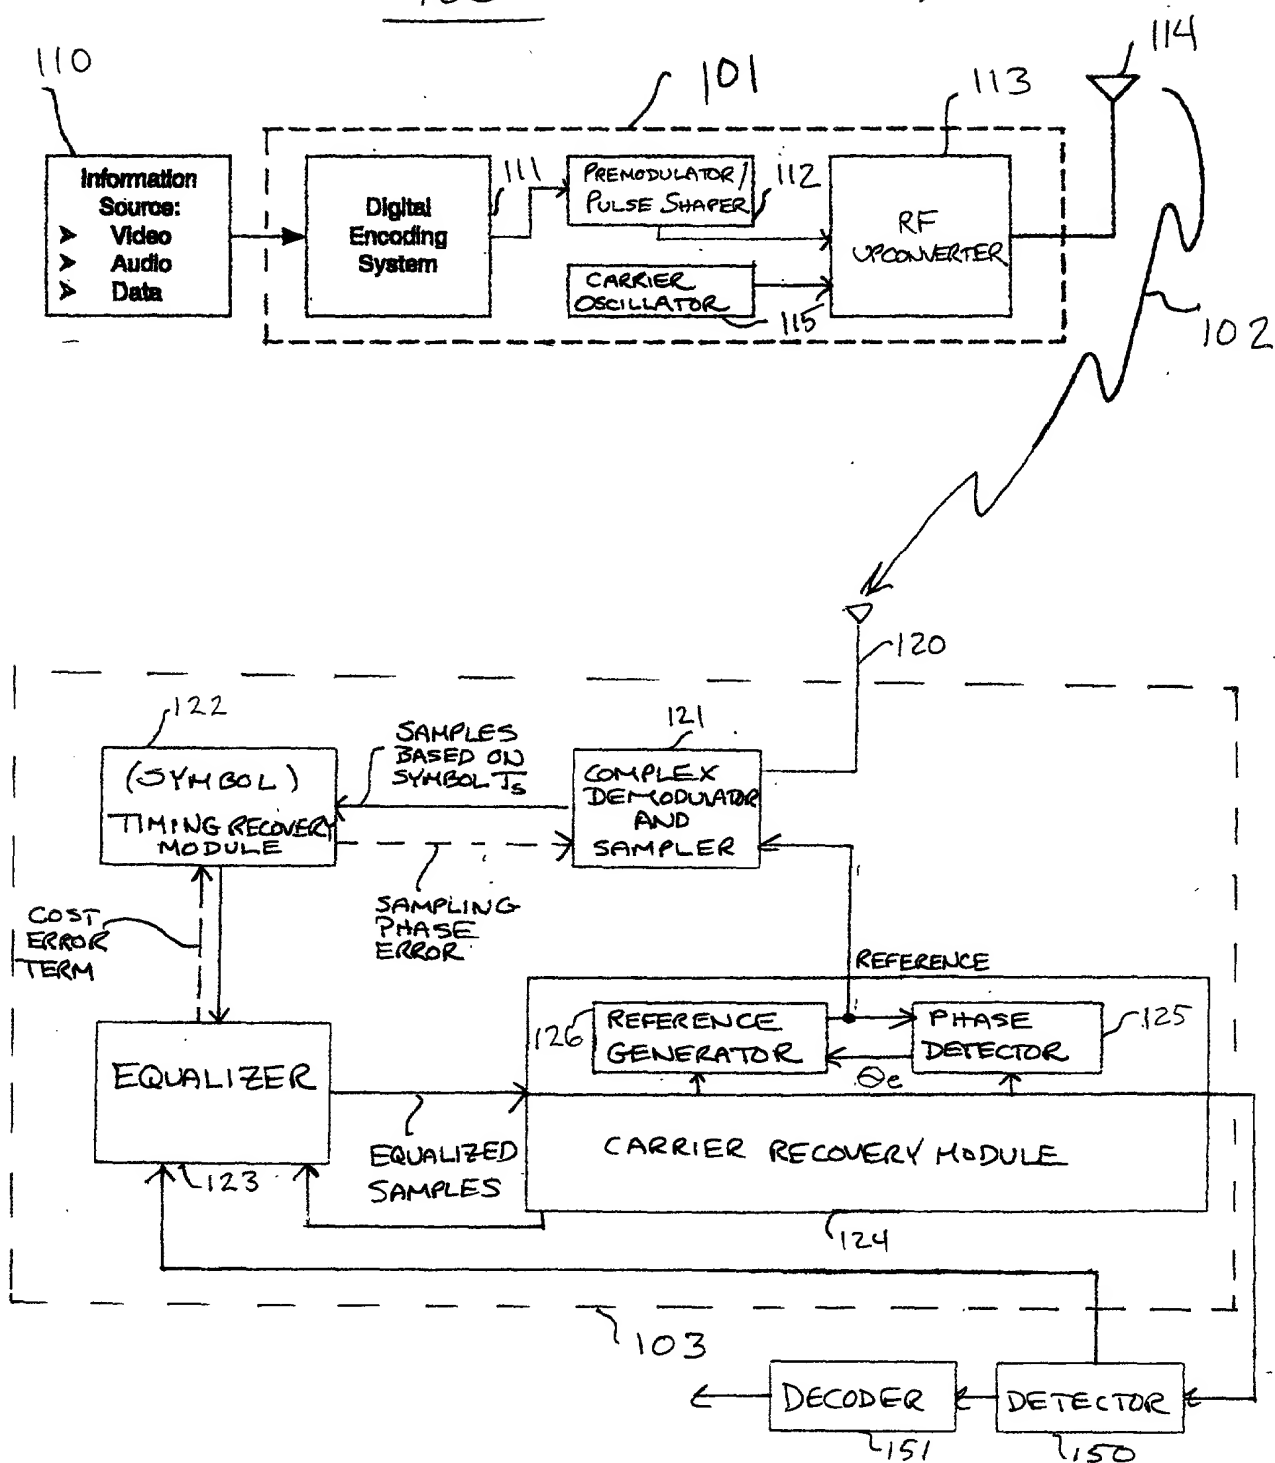 110
101
113
114
Information
Source:
➤ Video
➤ Audio
➤ Data
Digital
Encoding
System
111
PREMODULATOR/
PULSE SHAPER
112
CARRIER
OSCILLATOR
115
RF
UPCONVERTER
102
120
122
(SYMBOL)
TIMING RECOVERY
MODULE
SAMPLES
BASED ON
SYMBOL Ts
121
COMPLEX
DEMODULATOR
AND
SAMPLER
SAMPLING
PHASE
ERROR
COST
ERROR
TERM
REFERENCE
126
REFERENCE
GENERATOR
PHASE
DETECTOR
125
Θe
EQUALIZER
123
EQUALIZED
SAMPLES
CARRIER RECOVERY MODULE
124
103
DECODER
151
DETECTOR
150